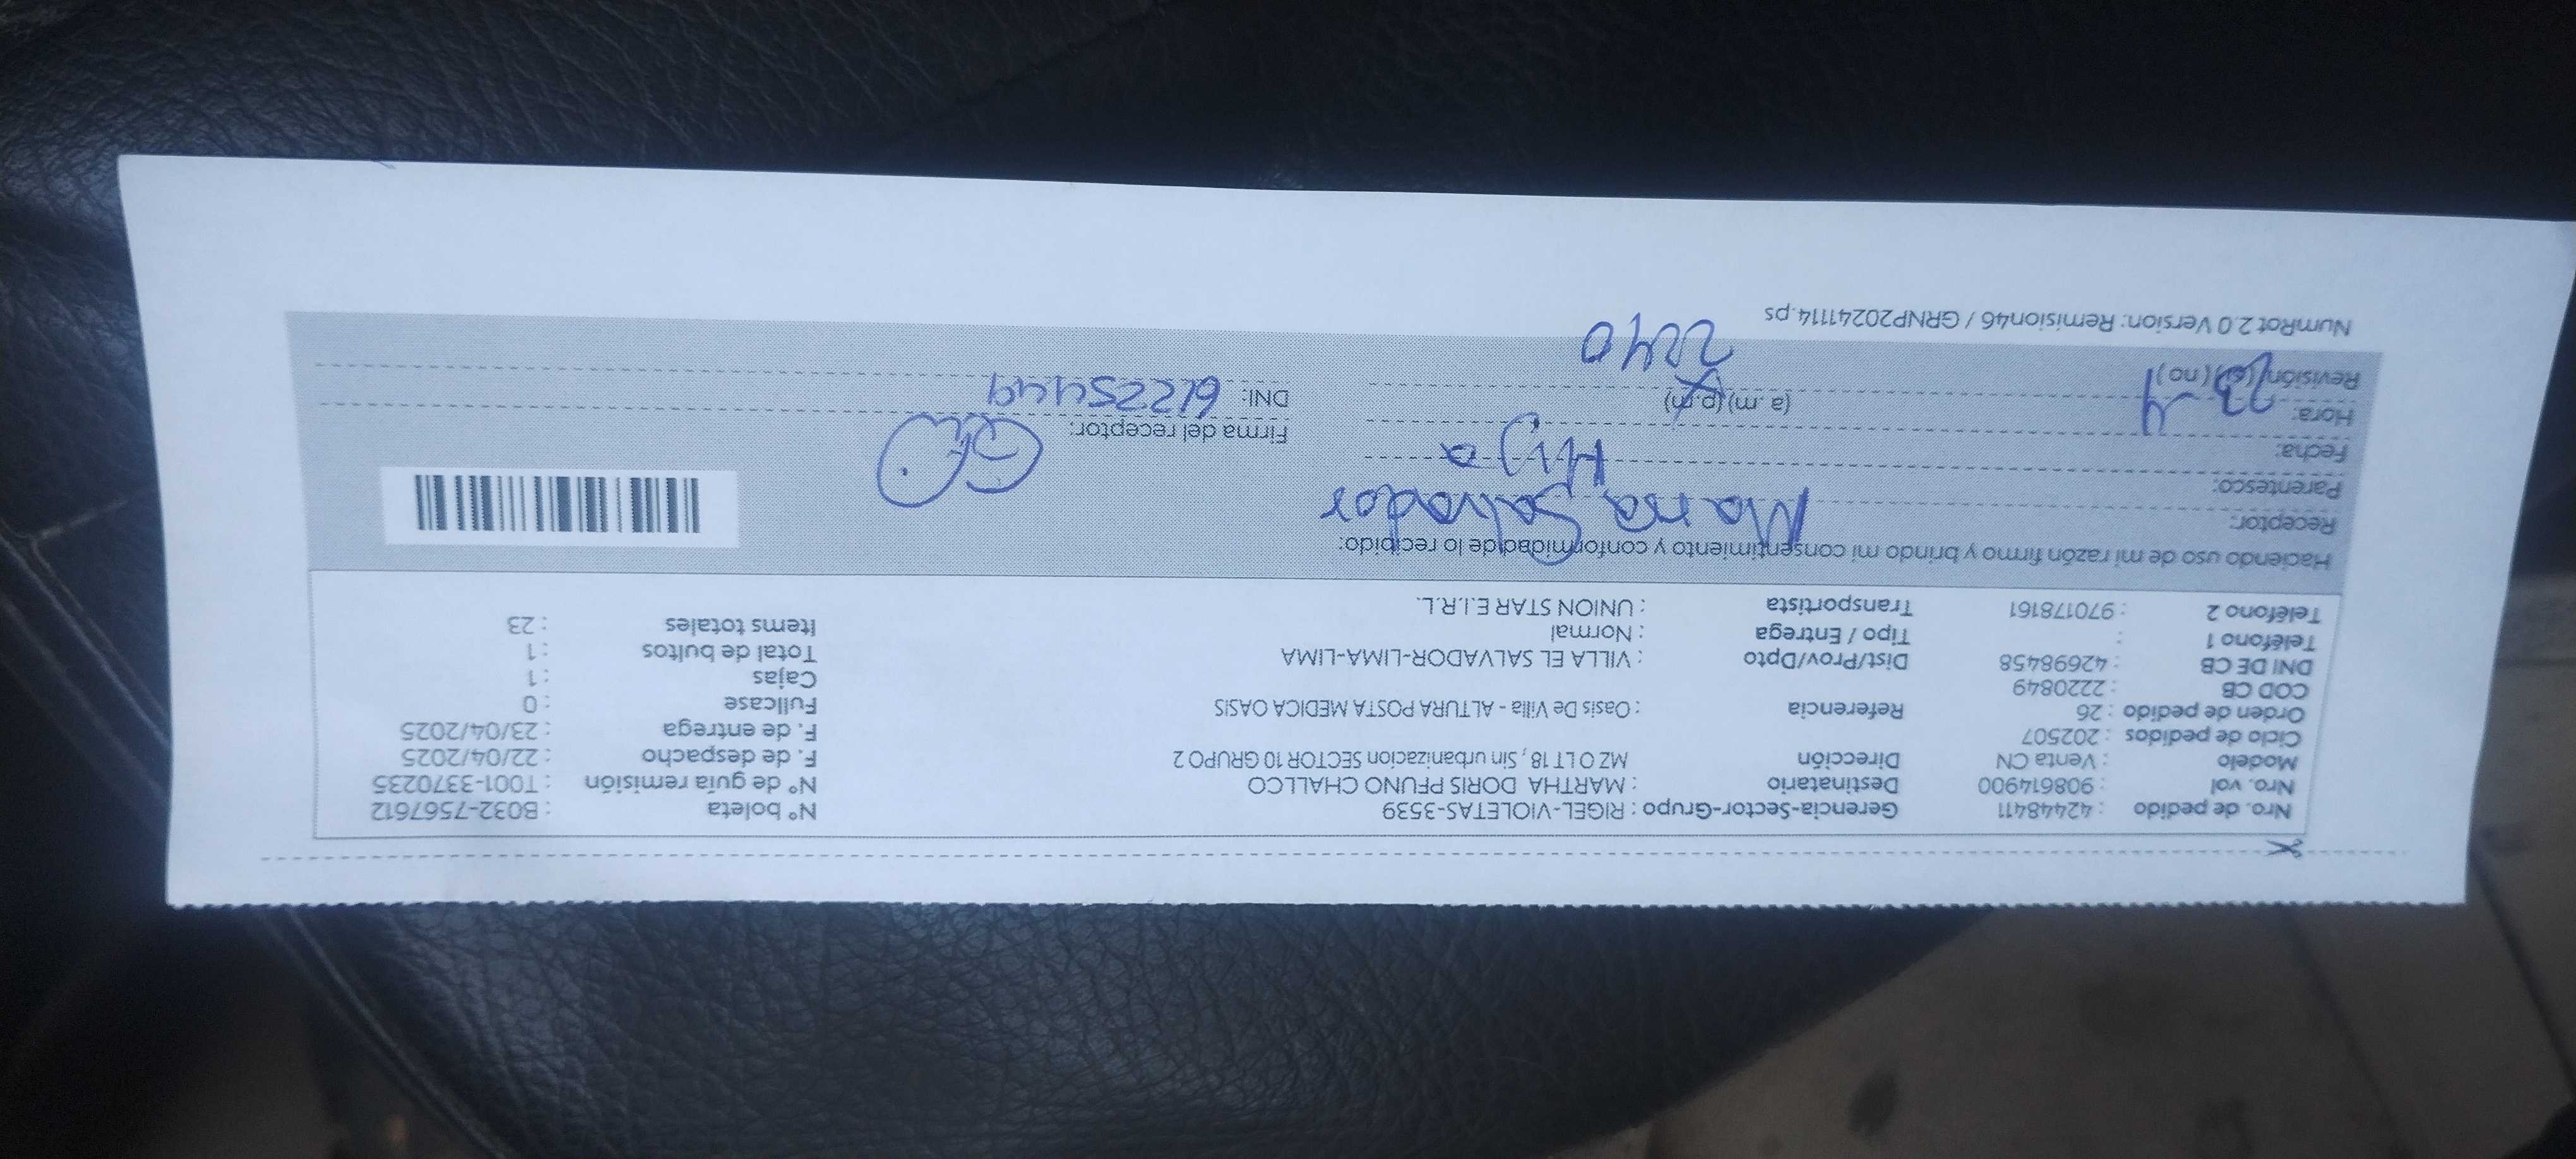 Nro. de pedido : 42448411 Gerencia-Sector-Grupo : RIGEL-VIOLETAS-3539 N° boleta : B032-7567612
Nro. vol : 908614900 Destinatario : MARTHA DORIS PFUNO CHALLCO N° de guía remisión : T001-3370235
Modelo : Venta CN Dirección MZ O LT 18, Sin urbanizacion SECTOR 10 GRUPO 2 F. de despacho : 22/04/2025
Ciclo de pedidos : 202507 F. de entrega : 23/04/2025
Orden de pedido : 26 Referencia : Oasis De Villa - ALTURA POSTA MEDICA OASIS Fullcase : 0
COD CB : 2220849 Cajas : 1
DNI DE CB : 42698458 Dist/Prov/Dpto : VILLA EL SALVADOR-LIMA-LIMA Total de bultos : 1
Teléfono 1 : Tipo / Entrega : Normal Items totales : 23
Teléfono 2 : 970178161 Transportista : UNION STAR E.I.R.L.
Haciendo uso de mi razón firmo y brindo mi consentimiento y conformidad de lo recibido:
Receptor: Salvador
Parentesco: Hija
Fecha: Firma del receptor:
Hora: 23-4 (a.m) (p.m) DNI: 61225449
Revisión (si) (no) 2240
NumRot 2.0 Version: Remision46 / GRNP20241114.ps